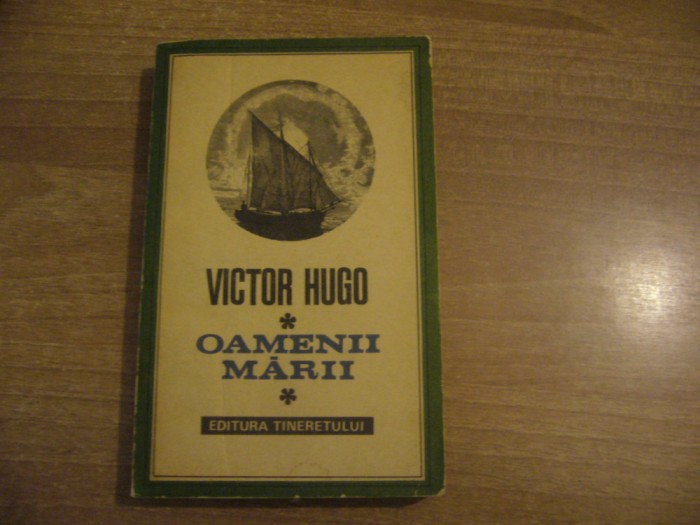 VICTOR HUGO
*
OAMENII
MĂRII
*
EDITURA TINERETULUI